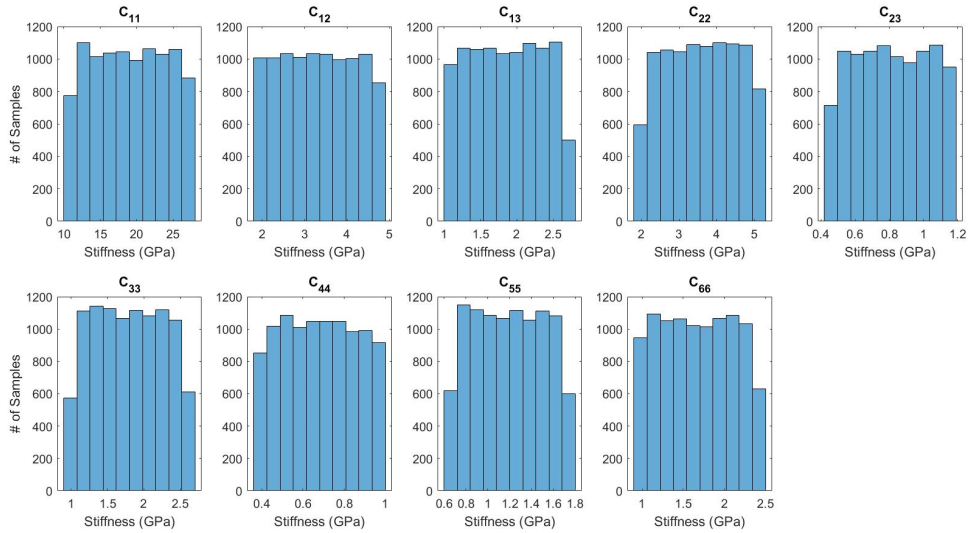 C11 C12 C13 C22 C23
1200 1200 1200 1200 1200
1000 1000 1000 1000 1000
800 800 800 800 800
600 600 600 600 600
400 400 400 400 400
200 200 200 200 200
0 0 0 0 0
# of Samples
10 15 20 25 2 3 4 5 1 1.5 2 2.5 2 3 4 5 0.4 0.6 0.8 1 1.2
Stiffness (GPa) Stiffness (GPa) Stiffness (GPa) Stiffness (GPa) Stiffness (GPa)
C33 C44 C55 C66
1200 1200 1200 1200
1000 1000 1000 1000
800 800 800 800
600 600 600 600
400 400 400 400
200 200 200 200
0 0 0 0
# of Samples
1 1.5 2 2.5 0.4 0.6 0.8 1 0.6 0.8 1 1.2 1.4 1.6 1.8 1 1.5 2 2.5
Stiffness (GPa) Stiffness (GPa) Stiffness (GPa) Stiffness (GPa)